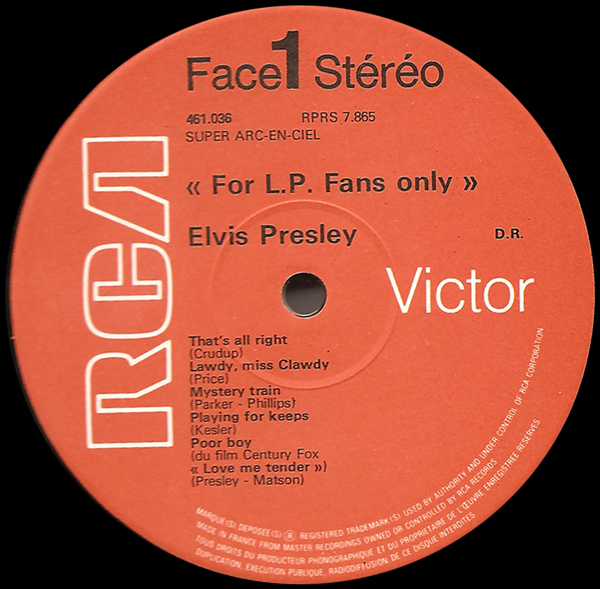 Face 1 Stéréo
461.036 RPRS 7.865
SUPER ARC-EN-CIEL
« For L.P. Fans only »
Elvis Presley D.R.
RCA
Victor
That's all right
(Crudup)
Lawdy, miss Clawdy
(Price)
Mystery train
(Parker - Phillips)
Playing for keeps
(Kesler)
Poor boy
(du film Century Fox
« Love me tender »)
(Presley - Matson)
MARQUE(S) DEPOSEE(S) ® REGISTERED TRADEMARK(S) USED BY AUTHORITY AND UNDER CONTROL OF RCA CORPORATION
MADE IN FRANCE FROM MASTER RECORDINGS OWNED OR CONTROLLED BY RCA RECORDS
TOUS DROITS DU PRODUCTEUR PHONOGRAPHIQUE ET DU PROPRIETAIRE DE L'ŒUVRE ENREGISTREE RESERVES
DUPLICATION, EXECUTION PUBLIQUE, RADIODIFFUSION DE CE DISQUE INTERDITES